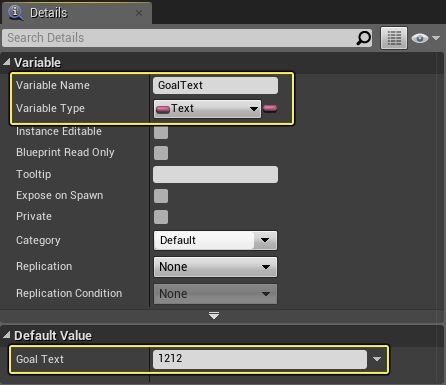 Details
Search Details
Variable
Variable Name GoalText
Variable Type Text
Instance Editable
Blueprint Read Only
Tooltip
Expose on Spawn
Private
Category Default
Replication None
Replication Condition None
Default Value
Goal Text 1212